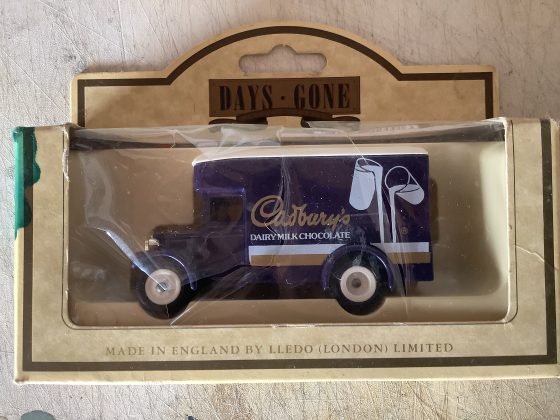 DAYS · GONE
Cadbury's
DAIRY MILK CHOCOLATE
®
MADE IN ENGLAND BY LLEDO (LONDON) LIMITED